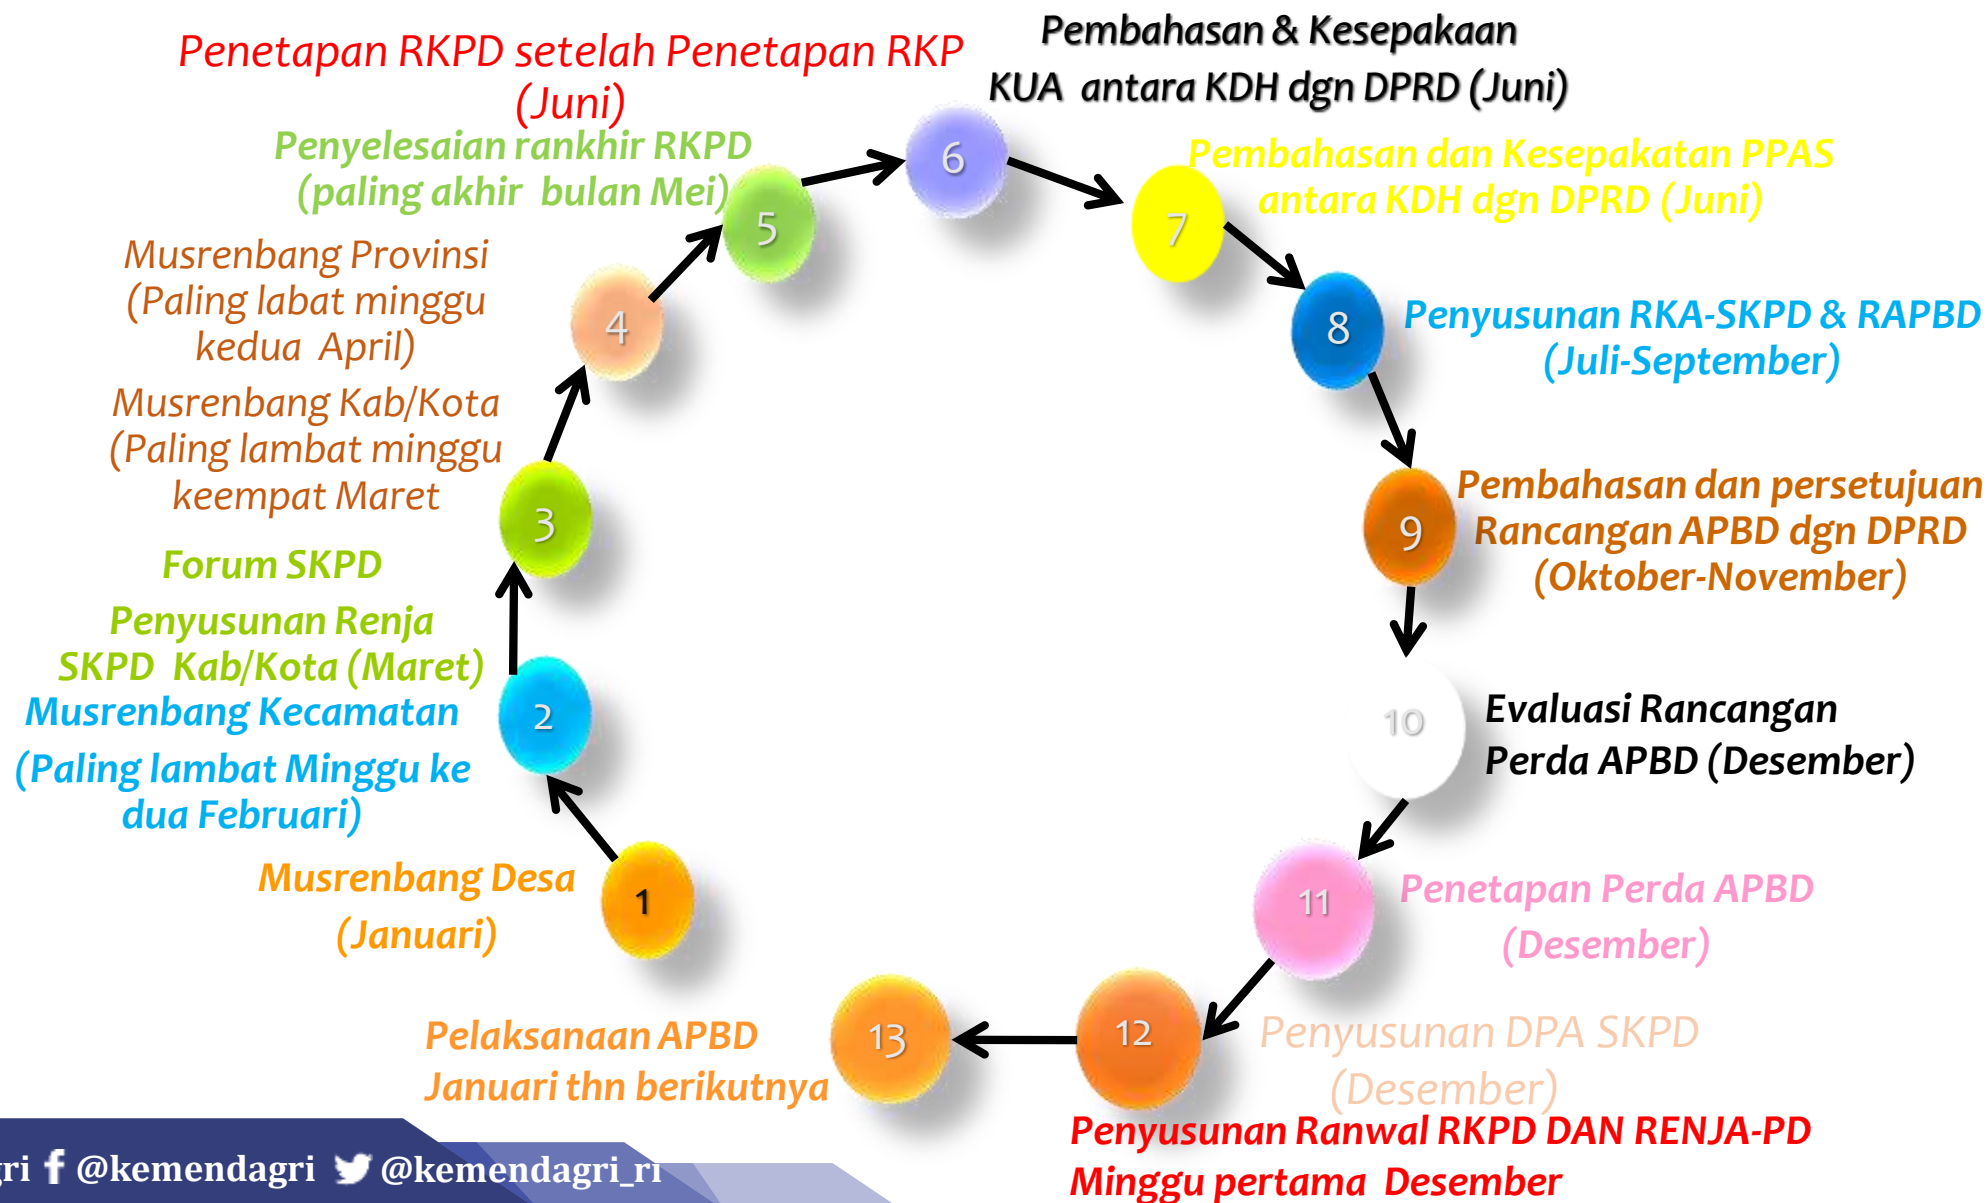 Penetapan RKPD setelah Penetapan RKP
(Juni)
Penyelesaian rankhir RKPD
(paling akhir bulan Mei)
Musrenbang Provinsi
(Paling labat minggu
kedua April)
Musrenbang Kab/Kota
(Paling lambat minggu
keempat Maret
Forum SKPD
Penyusunan Renja
SKPD Kab/Kota (Maret)
Musrenbang Kecamatan
(Paling lambat Minggu ke
dua Februari)
Musrenbang Desa
(Januari)
1
2
3
4
5
6
7
8
9
10
11
12
13
Pembahasan & Kesepakaan
KUA antara KDH dgn DPRD (Juni)
Pembahasan dan Kesepakatan PPAS
antara KDH dgn DPRD (Juni)
Penyusunan RKA-SKPD & RAPBD
(Juli-September)
Pembahasan dan persetujuan
Rancangan APBD dgn DPRD
(Oktober-November)
Evaluasi Rancangan
Perda APBD (Desember)
Penetapan Perda APBD
(Desember)
Penyusunan DPA SKPD
(Desember)
Penyusunan Ranwal RKPD DAN RENJA-PD
Minggu pertama Desember
Pelaksanaan APBD
Januari thn berikutnya
gri f @kemendagri @kemendagri_ri